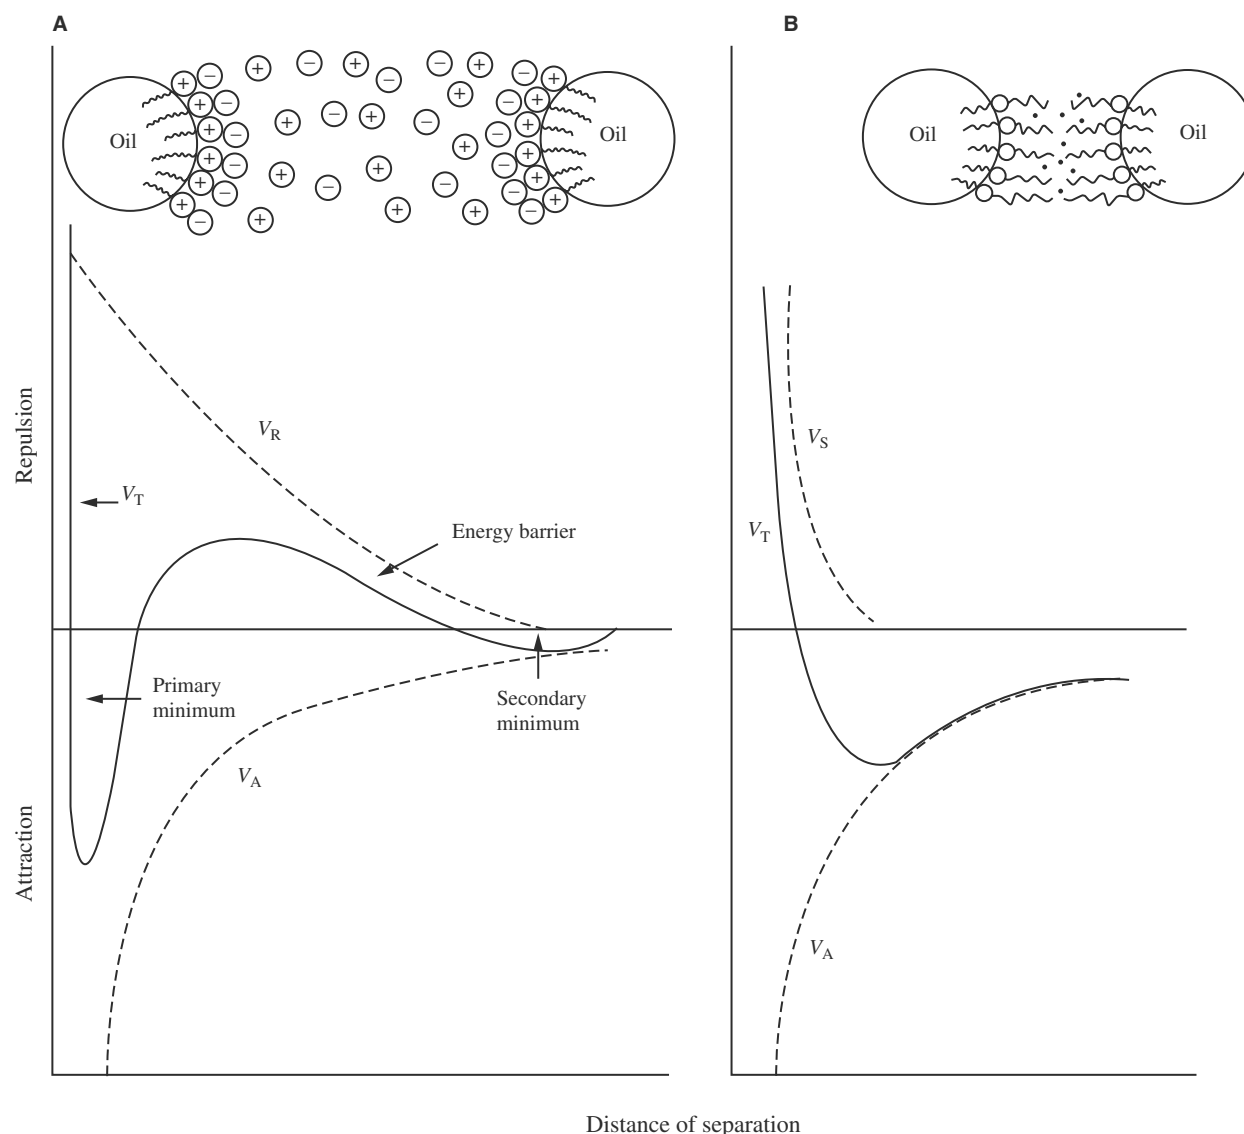 A
B
Oil
Oil
Oil
Oil
Repulsion
V_R
V_T
Energy barrier
V_S
V_T
Primary
minimum
Secondary
minimum
V_A
Attraction
V_A
Distance of separation